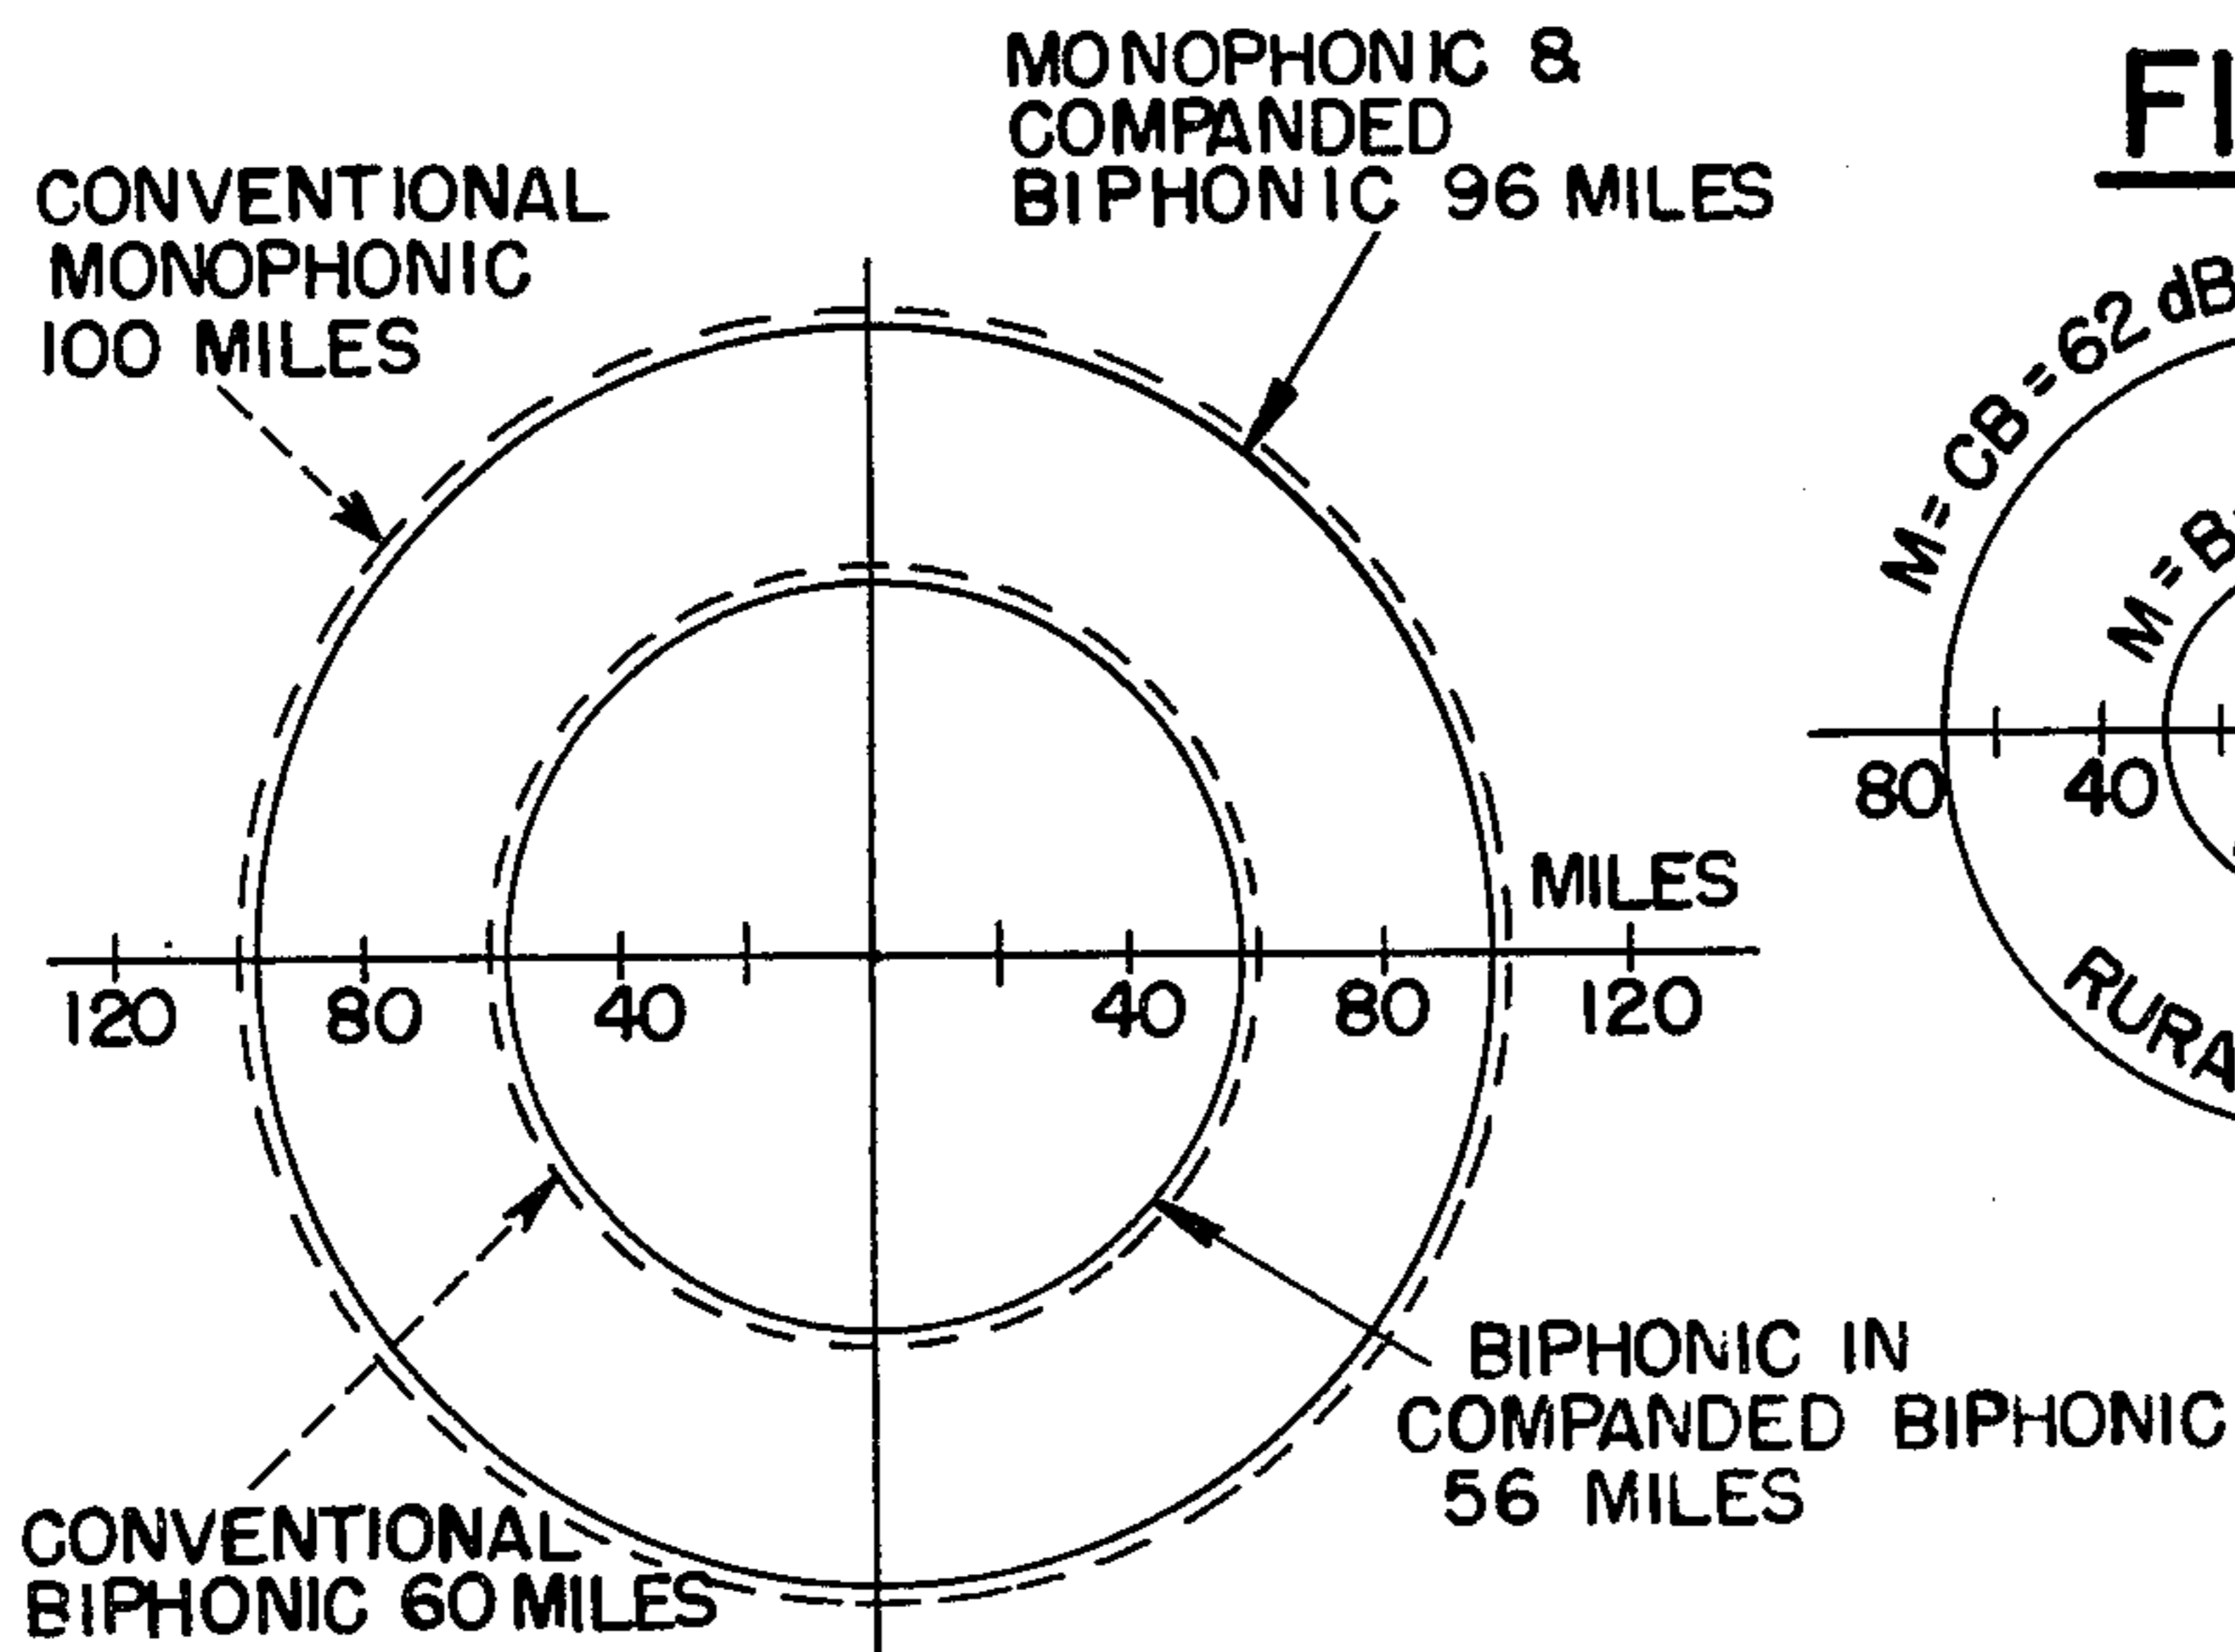 CONVENTIONAL
MONOPHONIC
100 MILES
MONOPHONIC &
COMPANDED
BIPHONIC 96 MILES
MILES
120 80 40 40 80 120
CONVENTIONAL
BIPHONIC 60 MILES
BIPHONIC IN
COMPANDED BIPHONIC
56 MILES
M=CB=62 dB
80 40